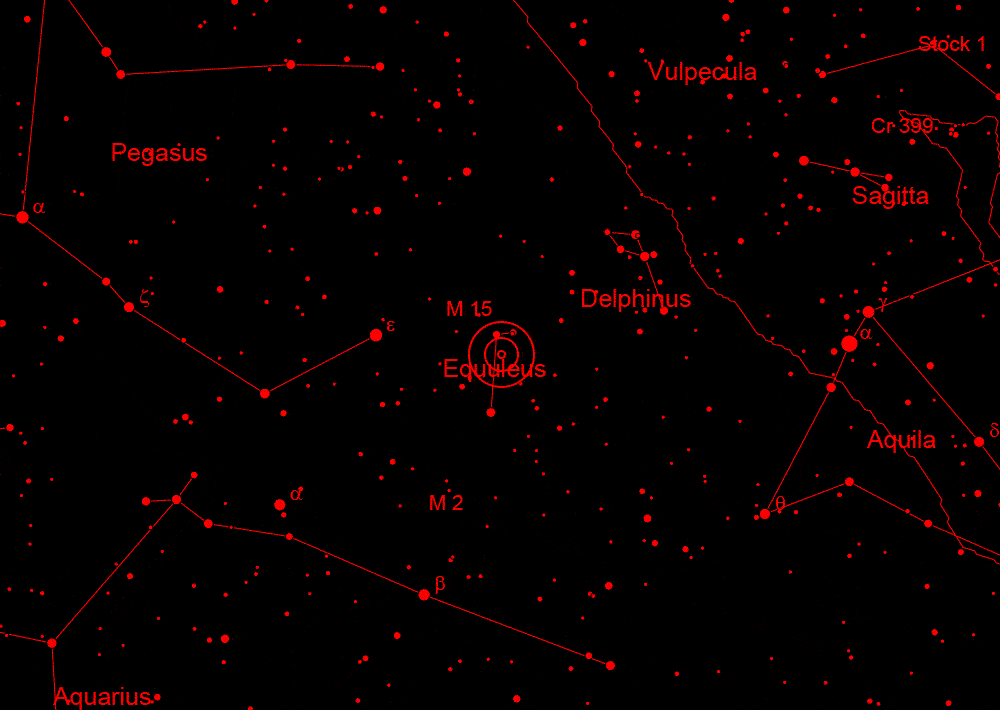 Stock 1
Vulpecula
Cr 399
Pegasus
Sagitta
α
ζ
Delphinus
γ
M 15
ε
α
Equuleus
δ
Aquila
α
M 2
θ
β
Aquarius